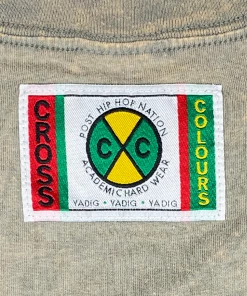 CROSS
POST HIP HOP NATION
C C
ACADEMIC HARD WEAR
YADIG • YADIG • YADIG
COLOURS